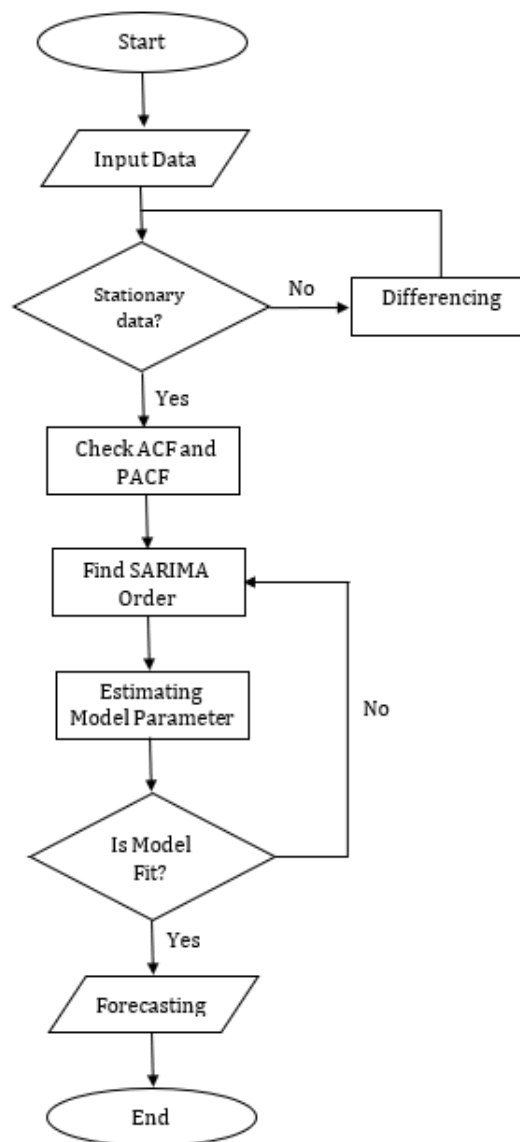 Start
Input Data
Stationary
data?
No
Differencing
Yes
Check ACF and
PACF
Find SARIMA
Order
Estimating
Model Parameter
No
Is Model
Fit?
Yes
Forecasting
End